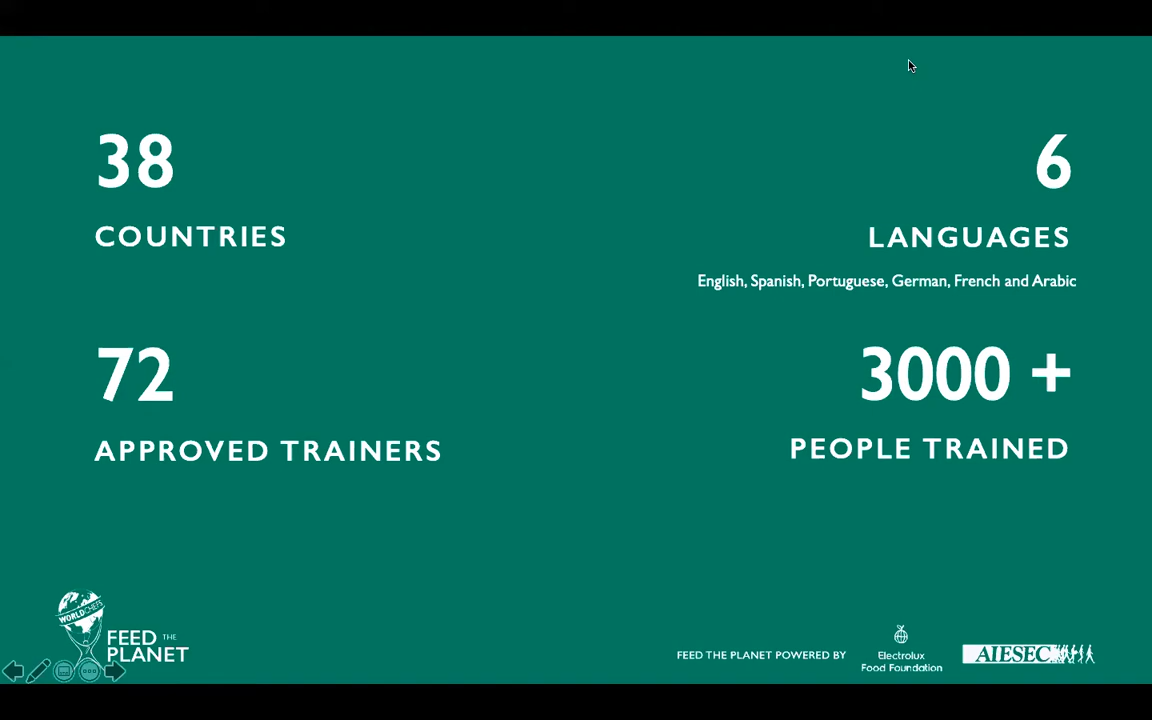 38
COUNTRIES
6
LANGUAGES
English, Spanish, Portuguese, German, French and Arabic
72
APPROVED TRAINERS
3000 +
PEOPLE TRAINED
WORLDCHEFS
FEED THE
PLANET
FEED THE PLANET POWERED BY
Electrolux
Food Foundation
AIESEC